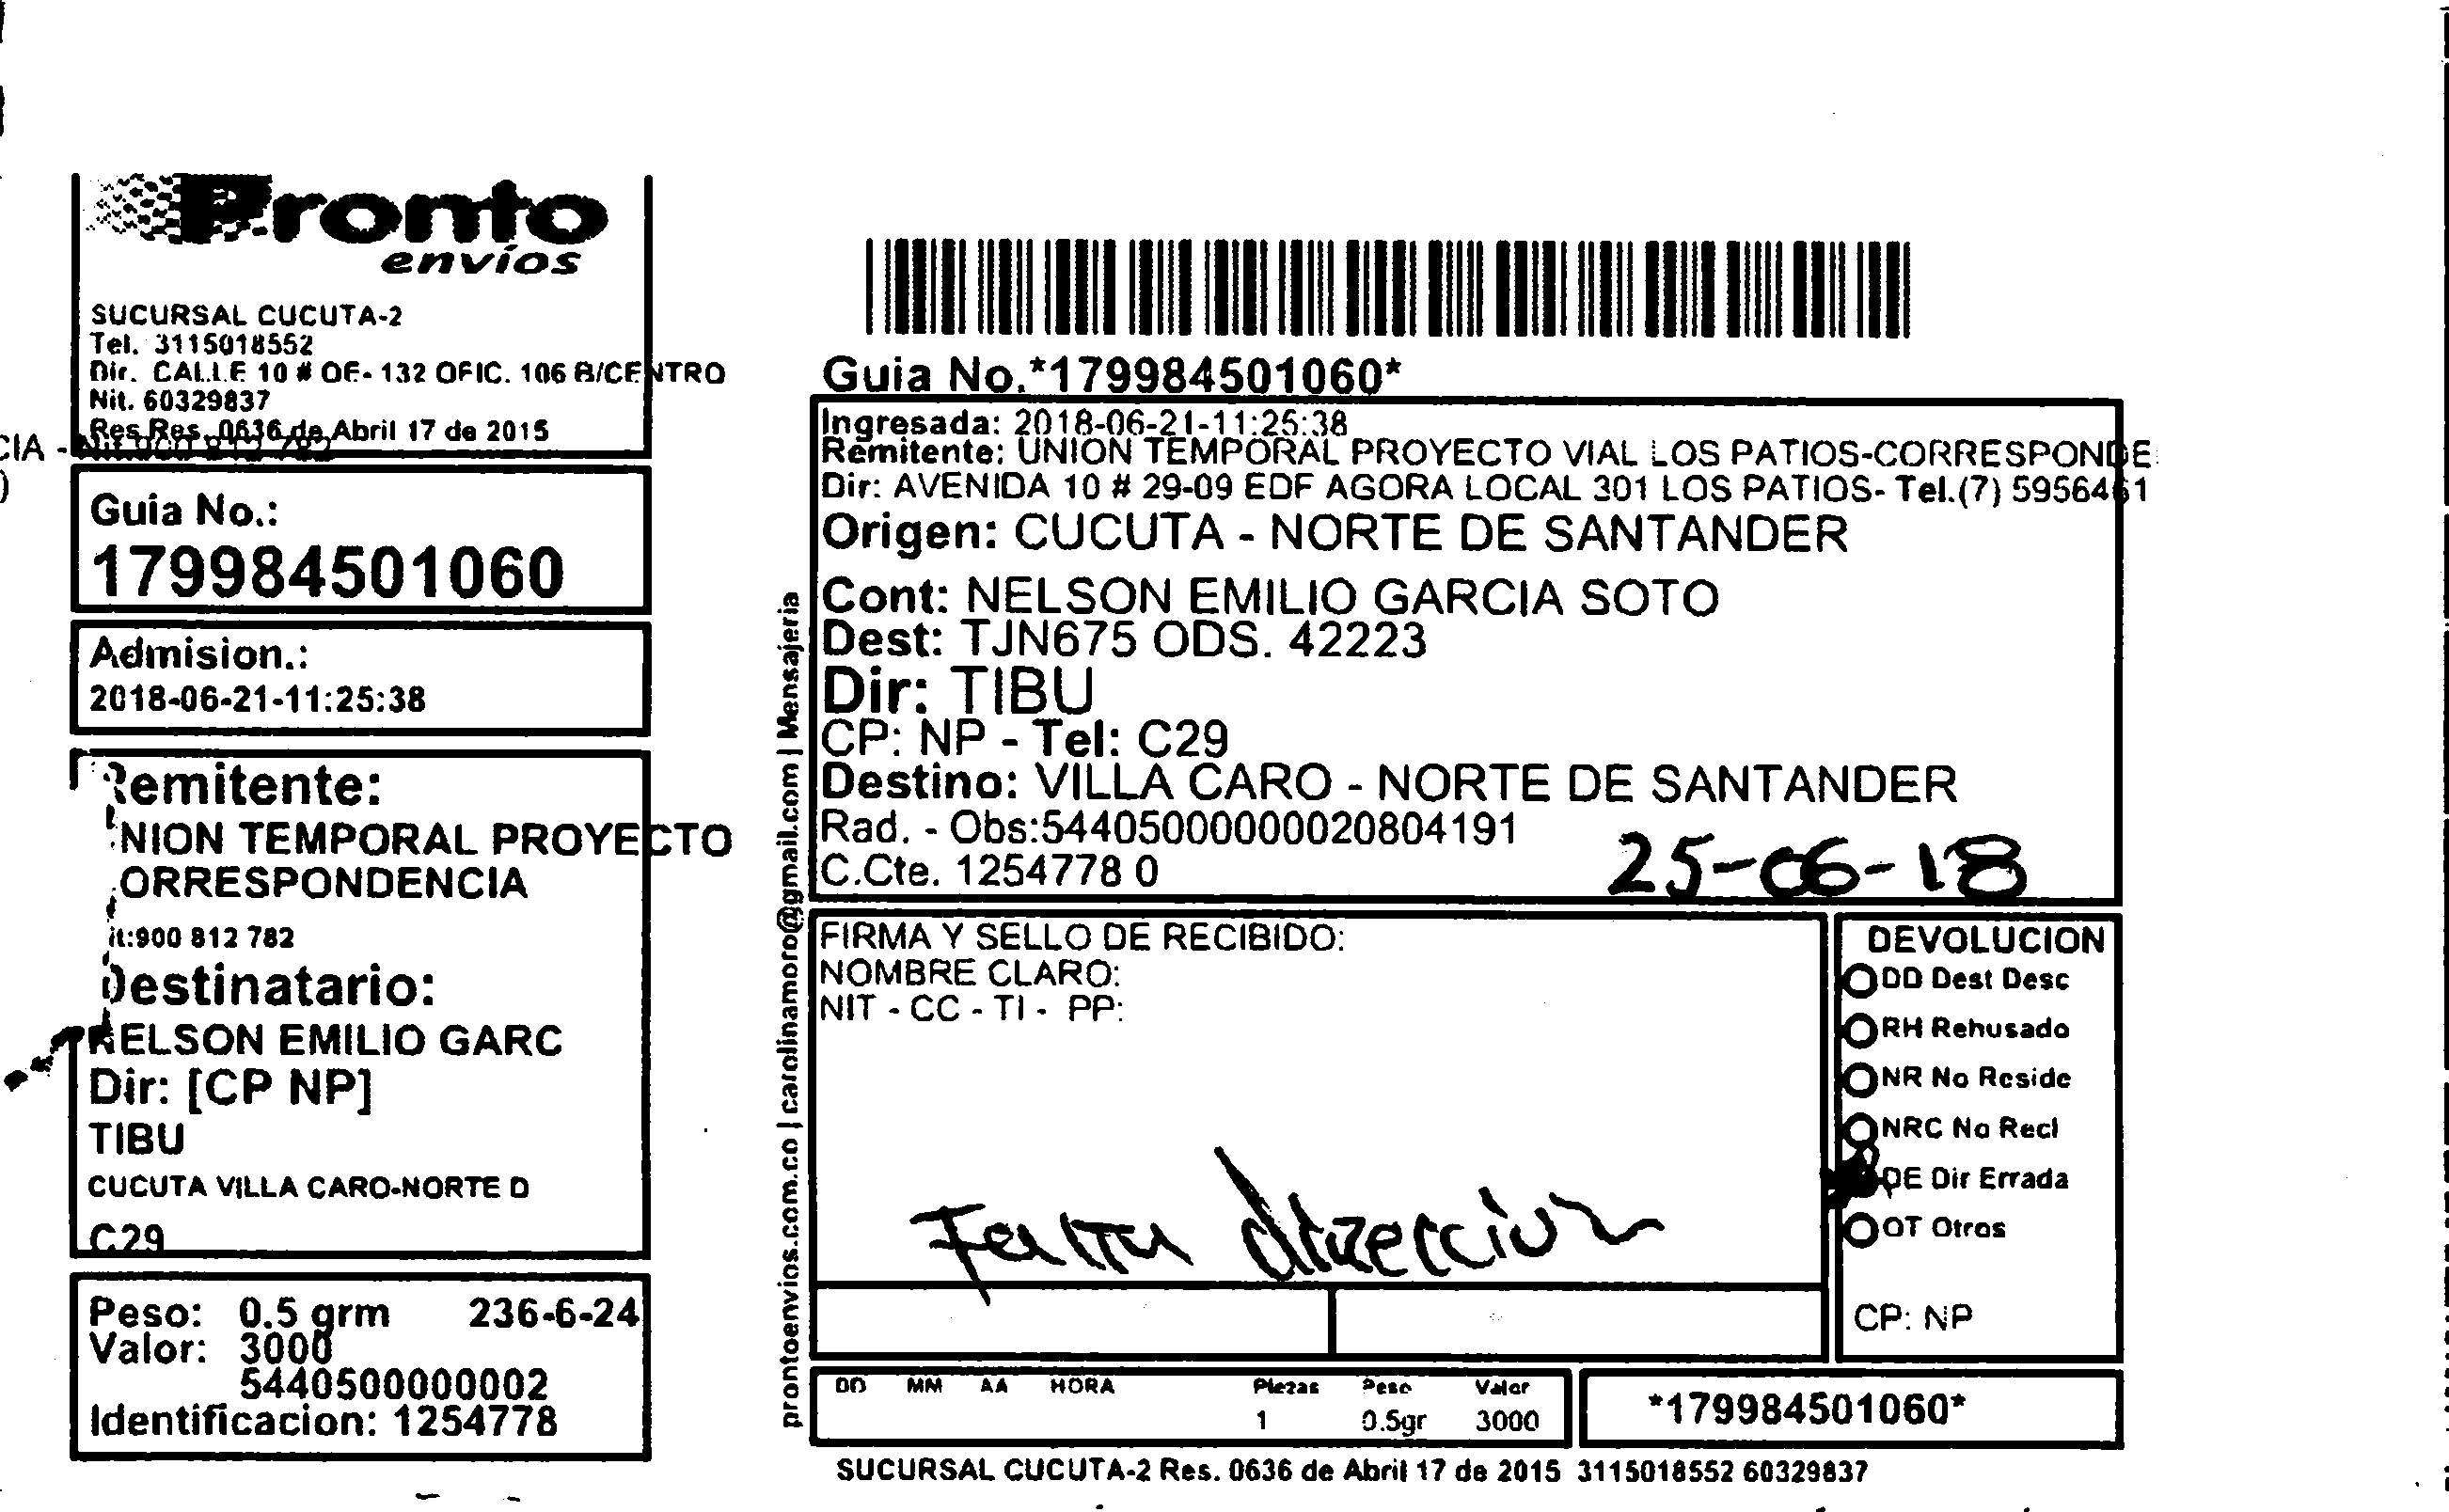 Pronto
envíos
SUCURSAL CUCUTA-2
Tel. 3115018552
Dir. CALLE 10 # OE- 132 OFIC. 106 B/CENTRO
Nit. 60329837
Res Res. 0636 de Abril 17 de 2015
CIA - Nit.900 812 782
)
Guia No.:
179984501060
Admision.:
2018-06-21-11:25:38
Remitente:
NION TEMPORAL PROYECTO
ORRESPONDENCIA
it:900 812 782
Destinatario:
NELSON EMILIO GARC
Dir: [CP NP]
TIBU
CUCUTA VILLA CARO-NORTE D
C29
Peso: 0.5 grm 236-6-24
Valor: 3000
5440500000002
Identificacion: 1254778
prontoenvios.com.co | carolinamoro@gmail.com | Mensajeria
Guia No.*179984501060*
Ingresada: 2018-06-21-11:25:38
Remitente: UNION TEMPORAL PROYECTO VIAL LOS PATIOS-CORRESPONDE
Dir: AVENIDA 10 # 29-09 EDF AGORA LOCAL 301 LOS PATIOS- Tel.(7) 5956461
Origen: CUCUTA - NORTE DE SANTANDER
Cont: NELSON EMILIO GARCIA SOTO
Dest: TJN675 ODS. 42223
Dir: TIBU
CP: NP - Tel: C29
Destino: VILLA CARO - NORTE DE SANTANDER
Rad. - Obs:544050000000020804191
C.Cte. 1254778 0
25-06-18
FIRMA Y SELLO DE RECIBIDO:
NOMBRE CLARO:
NIT - CC - TI - PP:
Falta dirección
DEVOLUCION
DD Dest Desc
RH Rehusado
NR No Reside
NRC No Recl
DE Dir Errada
OT Otros
CP: NP
DD MM AA HORA Piezas Peso Valor
1 0.5gr 3000
*179984501060*
SUCURSAL CUCUTA-2 Res. 0636 de Abril 17 de 2015 3115018552 60329837